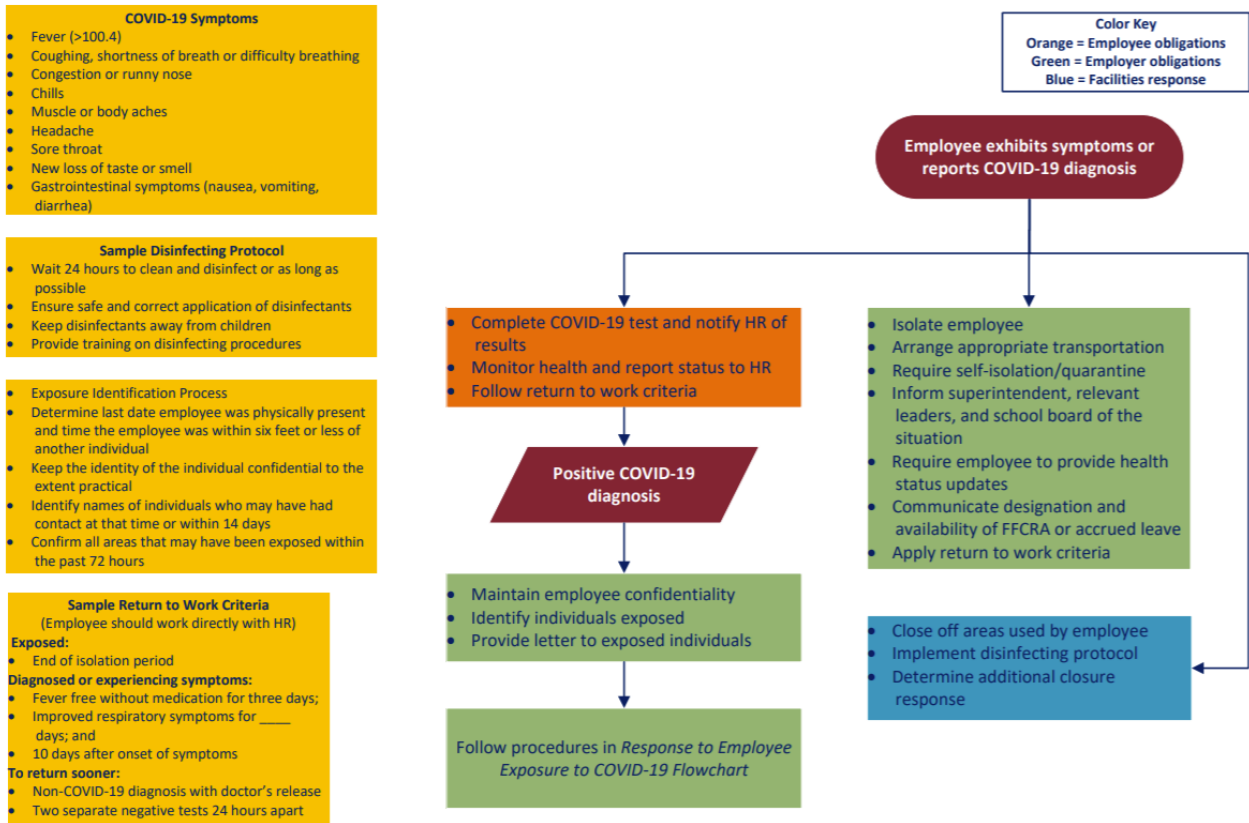 COVID-19 Symptoms
• Fever (>100.4)
• Coughing, shortness of breath or difficulty breathing
• Congestion or runny nose
• Chills
• Muscle or body aches
• Headache
• Sore throat
• New loss of taste or smell
• Gastrointestinal symptoms (nausea, vomiting,
diarrhea)
Sample Disinfecting Protocol
• Wait 24 hours to clean and disinfect or as long as
possible
• Ensure safe and correct application of disinfectants
• Keep disinfectants away from children
• Provide training on disinfecting procedures
• Exposure Identification Process
• Determine last date employee was physically present
and time the employee was within six feet or less of
another individual
• Keep the identity of the individual confidential to the
extent practical
• Identify names of individuals who may have had
contact at that time or within 14 days
• Confirm all areas that may have been exposed within
the past 72 hours
Sample Return to Work Criteria
(Employee should work directly with HR)
Exposed:
• End of isolation period
Diagnosed or experiencing symptoms:
• Fever free without medication for three days;
• Improved respiratory symptoms for ____
days; and
• 10 days after onset of symptoms
To return sooner:
• Non-COVID-19 diagnosis with doctor's release
• Two separate negative tests 24 hours apart
Color Key
Orange = Employee obligations
Green = Employer obligations
Blue = Facilities response
Employee exhibits symptoms or
reports COVID-19 diagnosis
• Complete COVID-19 test and notify HR of
results
• Monitor health and report status to HR
• Follow return to work criteria
Positive COVID-19
diagnosis
• Maintain employee confidentiality
• Identify individuals exposed
• Provide letter to exposed individuals
Follow procedures in Response to Employee
Exposure to COVID-19 Flowchart
• Isolate employee
• Arrange appropriate transportation
• Require self-isolation/quarantine
• Inform superintendent, relevant
leaders, and school board of the
situation
• Require employee to provide health
status updates
• Communicate designation and
availability of FFCRA or accrued leave
• Apply return to work criteria
• Close off areas used by employee
• Implement disinfecting protocol
• Determine additional closure
response